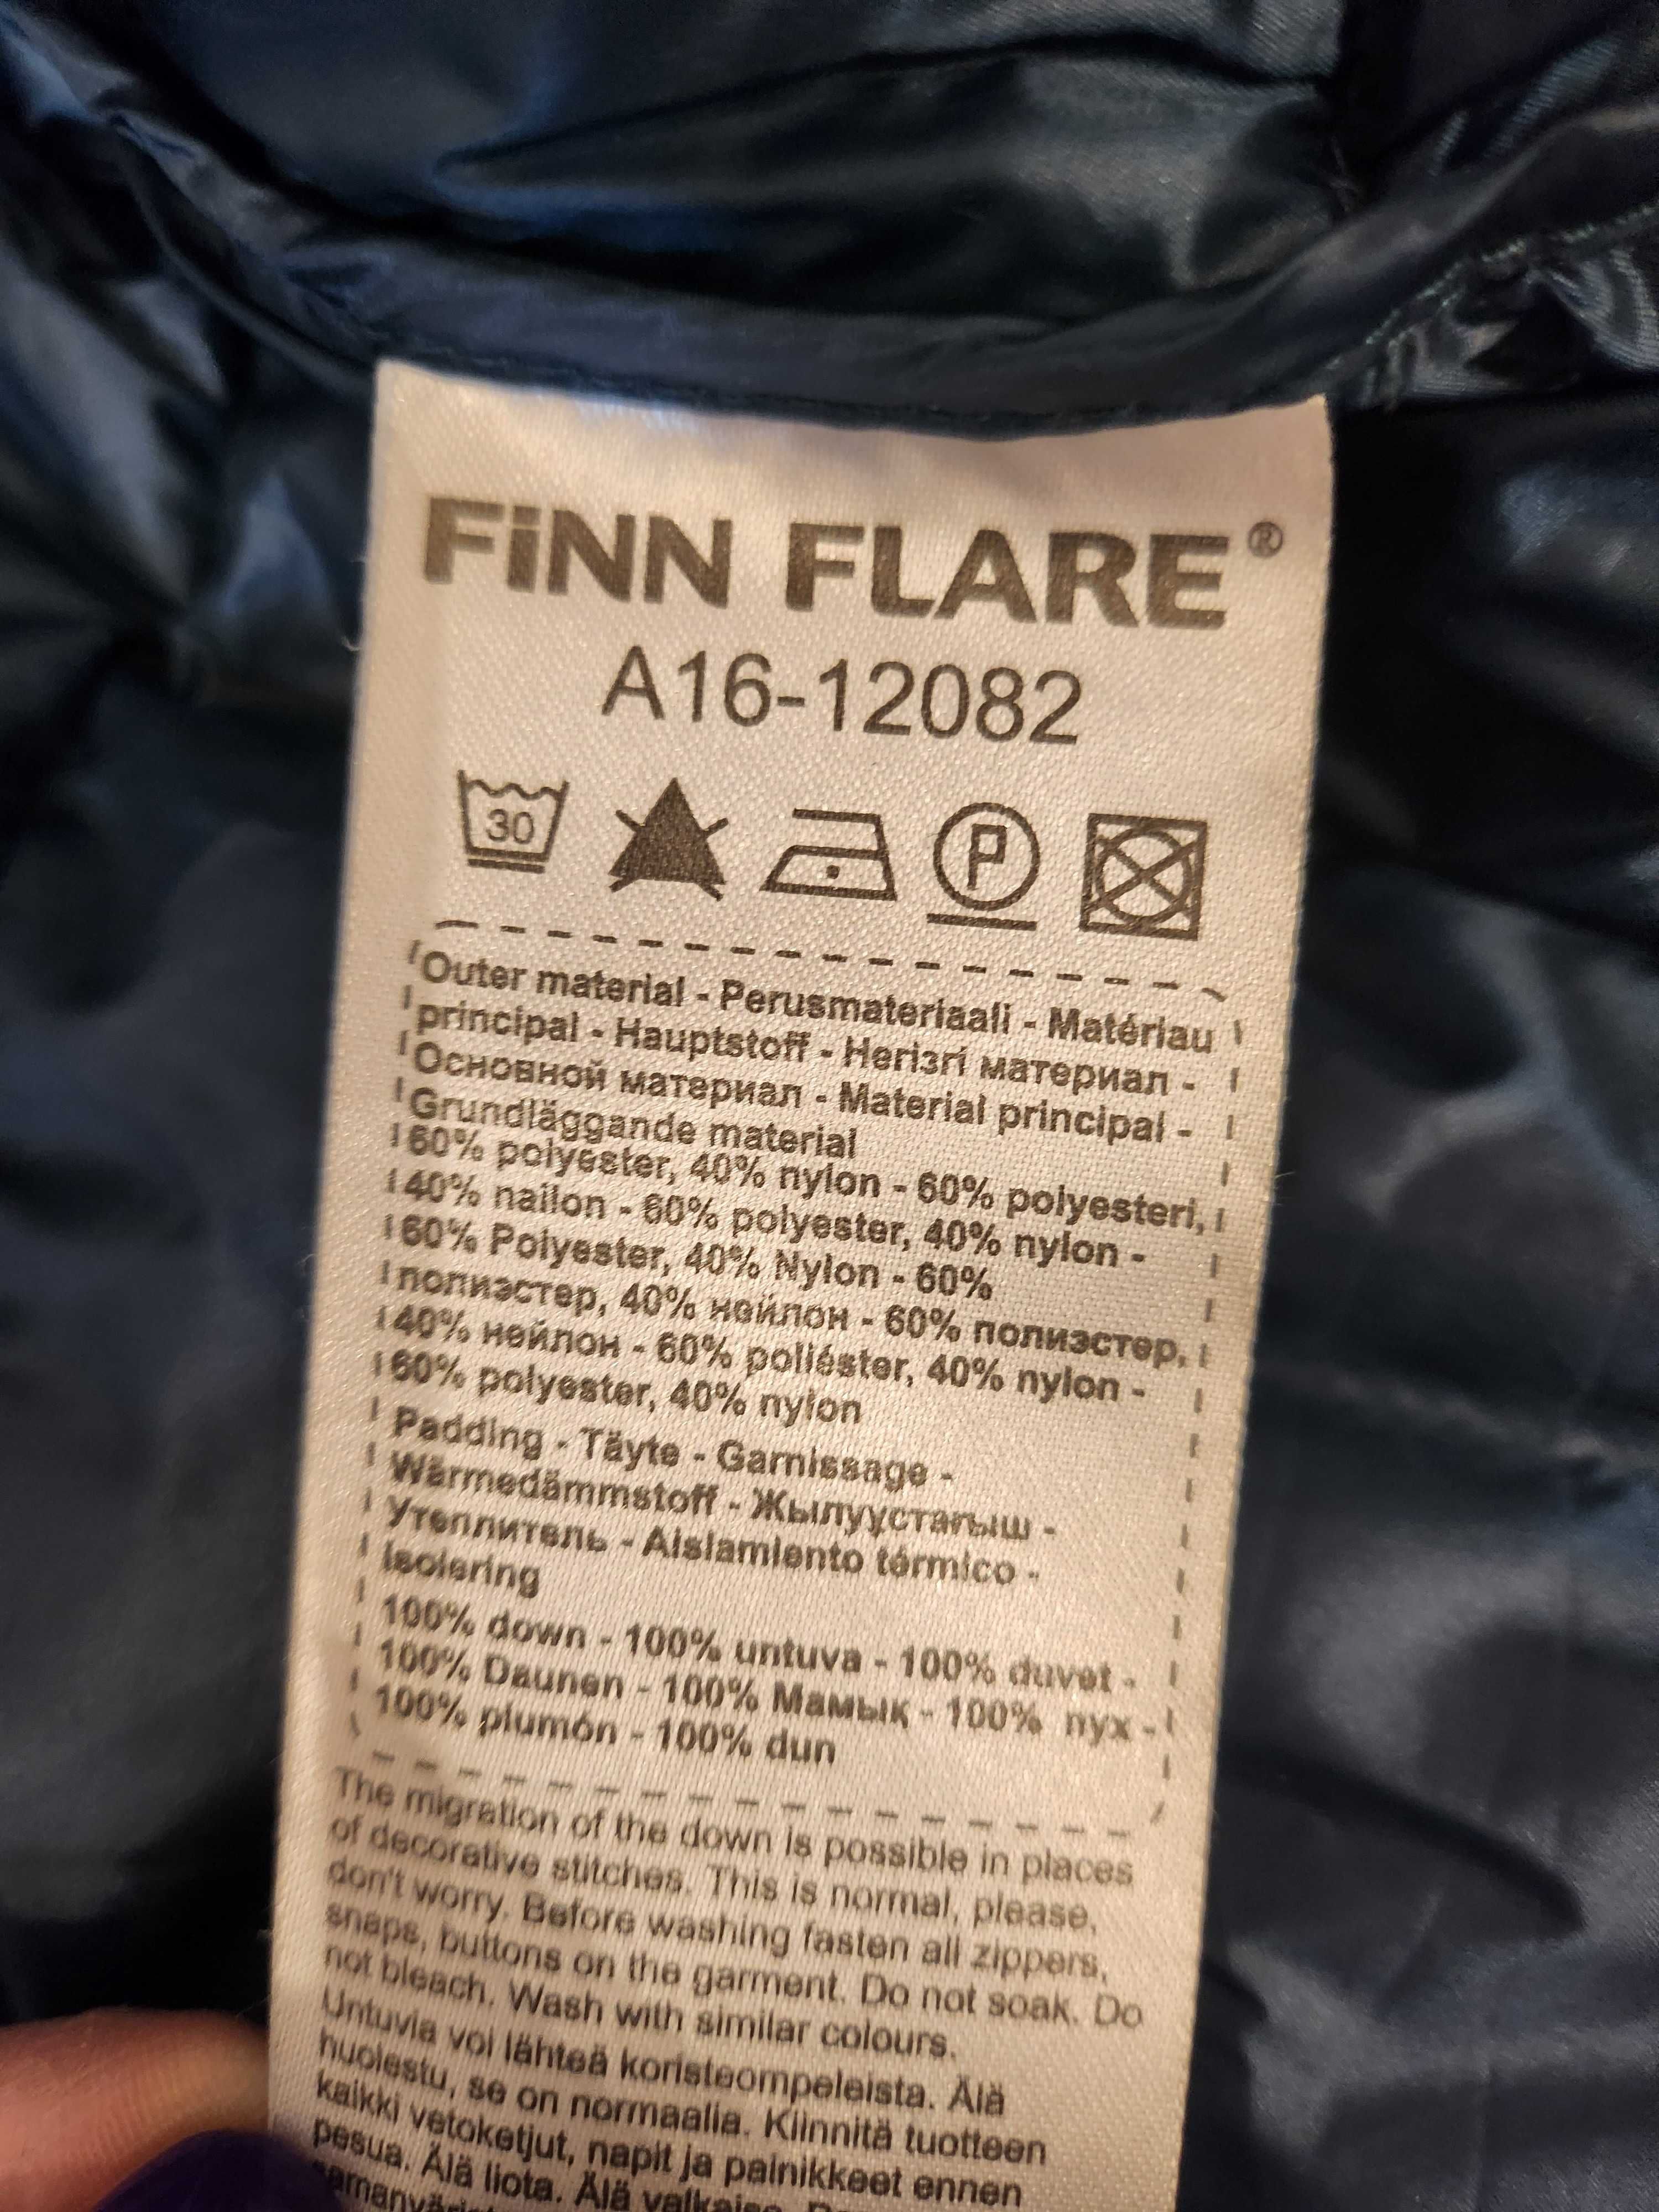 FiNN FLARE®
A16-12082
30 P
Outer material - Perusmateriaali - Matériau
principal - Hauptstoff - Негізгі материал -
Основной материал - Material principal -
Grundläggande material
60% polyester, 40% nylon - 60% polyesteri,
40% nailon - 60% polyester, 40% nylon -
60% Polyester, 40% Nylon - 60%
полиэстер, 40% нейлон - 60% полиэстер,
40% нейлон - 60% poliéster, 40% nylon -
60% polyester, 40% nylon
Padding - Täyte - Garnissage -
Wärmedämmstoff - Жылуустағыш -
Утеплитель - Aislamiento térmico -
Isolering
100% down - 100% untuva - 100% duvet -
100% Daunen - 100% Мамық - 100% пух -
100% plumón - 100% dun
The migration of the down is possible in places
of decorative stitches. This is normal, please,
don't worry. Before washing fasten all zippers,
snaps, buttons on the garment. Do not soak. Do
not bleach. Wash with similar colours.
Untuvia voi lähteä koristeompeleista. Älä
huolestu, se on normaalia. Kiinnitä tuotteen
kaikki vetoketjut, napit ja painikkeet ennen
pesua. Älä liota. Älä valkaise.